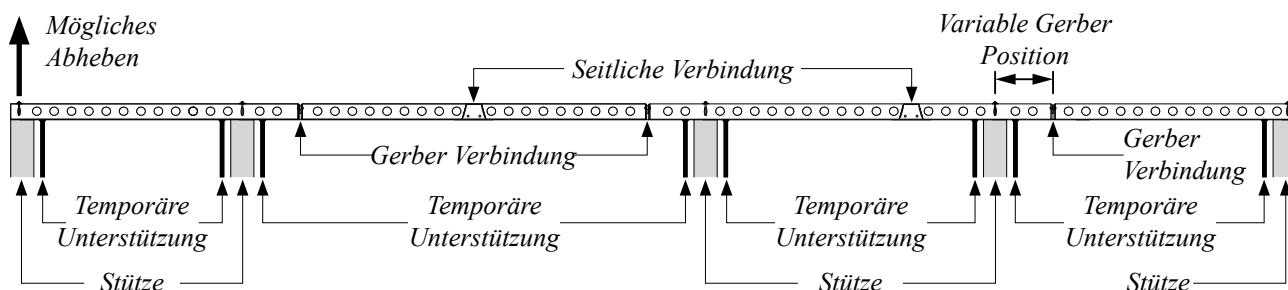 Mögliches
Abheben
Variable Gerber
Position
Seitliche Verbindung
Gerber Verbindung
Gerber
Verbindung
Temporäre
Unterstützung
Temporäre
Unterstützung
Temporäre
Unterstützung
Temporäre
Unterstützung
Stütze
Stütze
Stütze